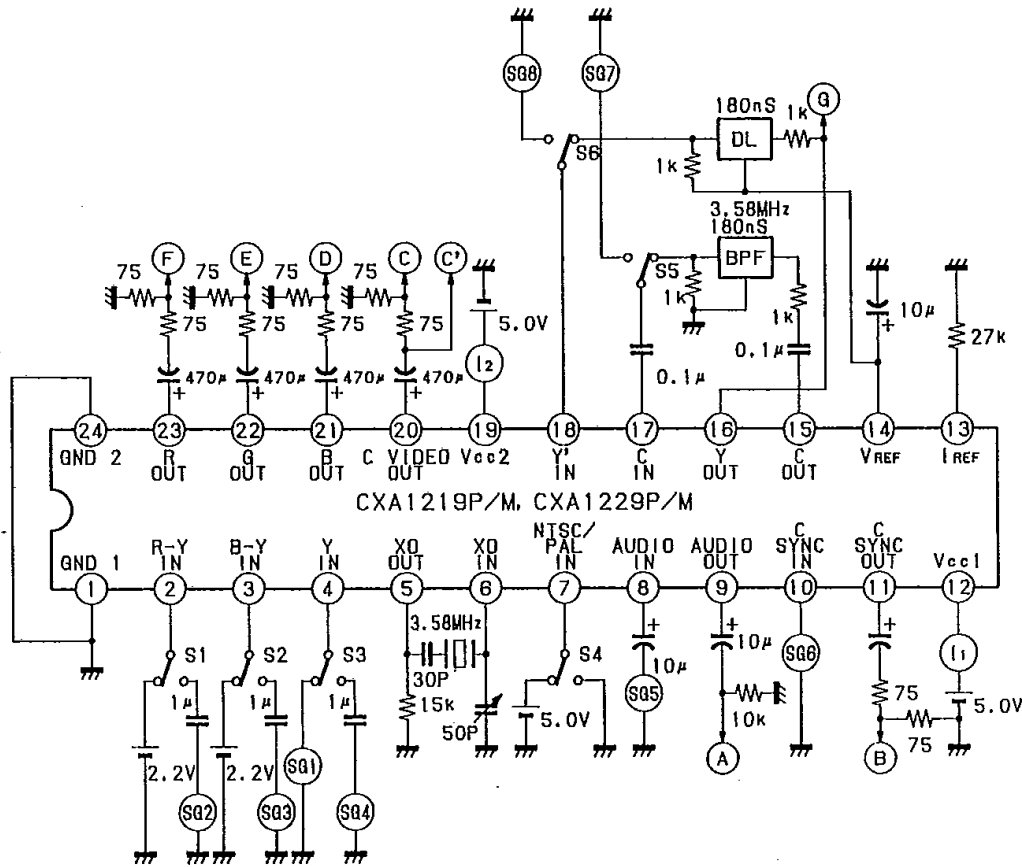 SG8 SG7 G
180nS 1k
DL
S6
1k
3.58MHz
180nS
F E D C C' BPF
75 75 75 75 S5
1k 10μ
75 75 75 75 5.0V 1k 27k
I2 0.1μ
470μ 470μ 470μ 470μ 0.1μ
+ + + + +
24 23 22 21 20 19 18 17 16 15 14 13
GND 2 R OUT G OUT B OUT C VIDEO OUT Vcc2 Y' IN C IN Y OUT C OUT VREF IREF
CXA1219P/M, CXA1229P/M
GND 1 R-Y IN B-Y IN Y IN XO OUT XO IN NTSC/PAL IN AUDIO IN AUDIO OUT C SYNC IN C SYNC OUT Vcc1
1 2 3 4 5 6 7 8 9 10 11 12
3.58MHz + + +
S1 S2 S3 S4 10μ SG6 I1
1μ 1μ 1μ 30P 10μ
15k SG5 75 5.0V
50P 5.0V 10k 75
2.2V 2.2V SG1 A B
SG2 SG3 SG4